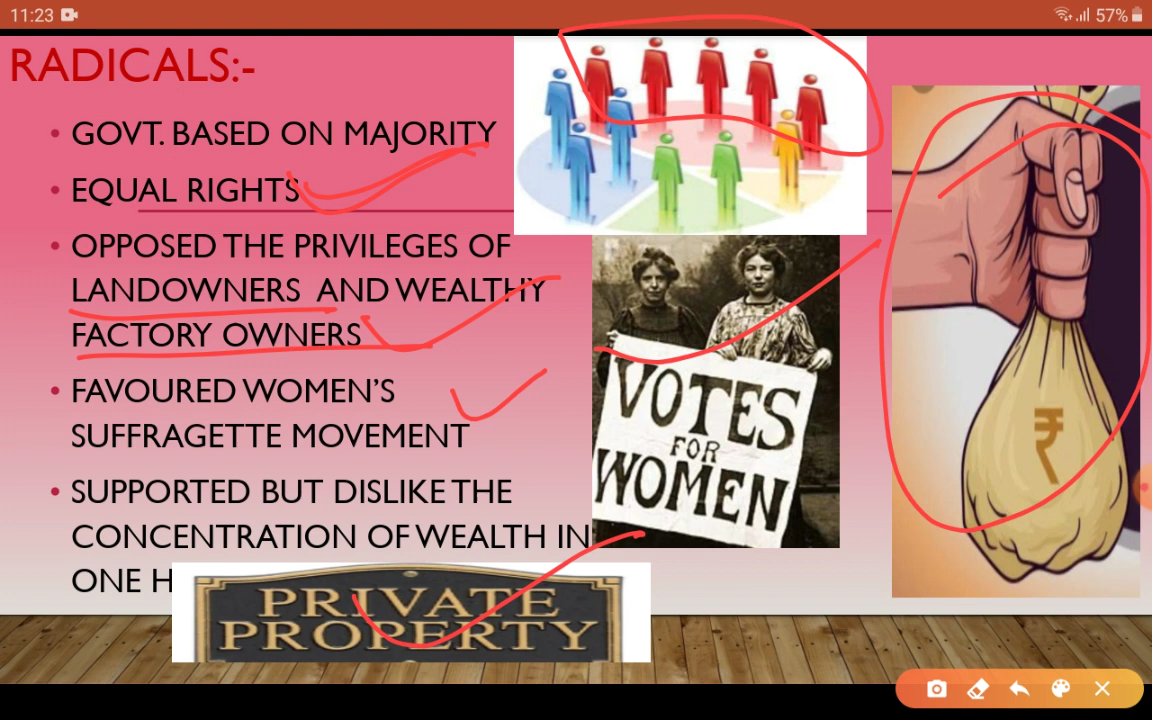 11:23
57%
RADICALS:-
• GOVT. BASED ON MAJORITY
• EQUAL RIGHTS
• OPPOSED THE PRIVILEGES OF
LANDOWNERS AND WEALTHY
FACTORY OWNERS
• FAVOURED WOMEN'S
SUFFRAGETTE MOVEMENT
• SUPPORTED BUT DISLIKE THE
CONCENTRATION OF WEALTH IN
ONE H
VOTES
FOR
WOMEN
₹
PRIVATE
PROPERTY